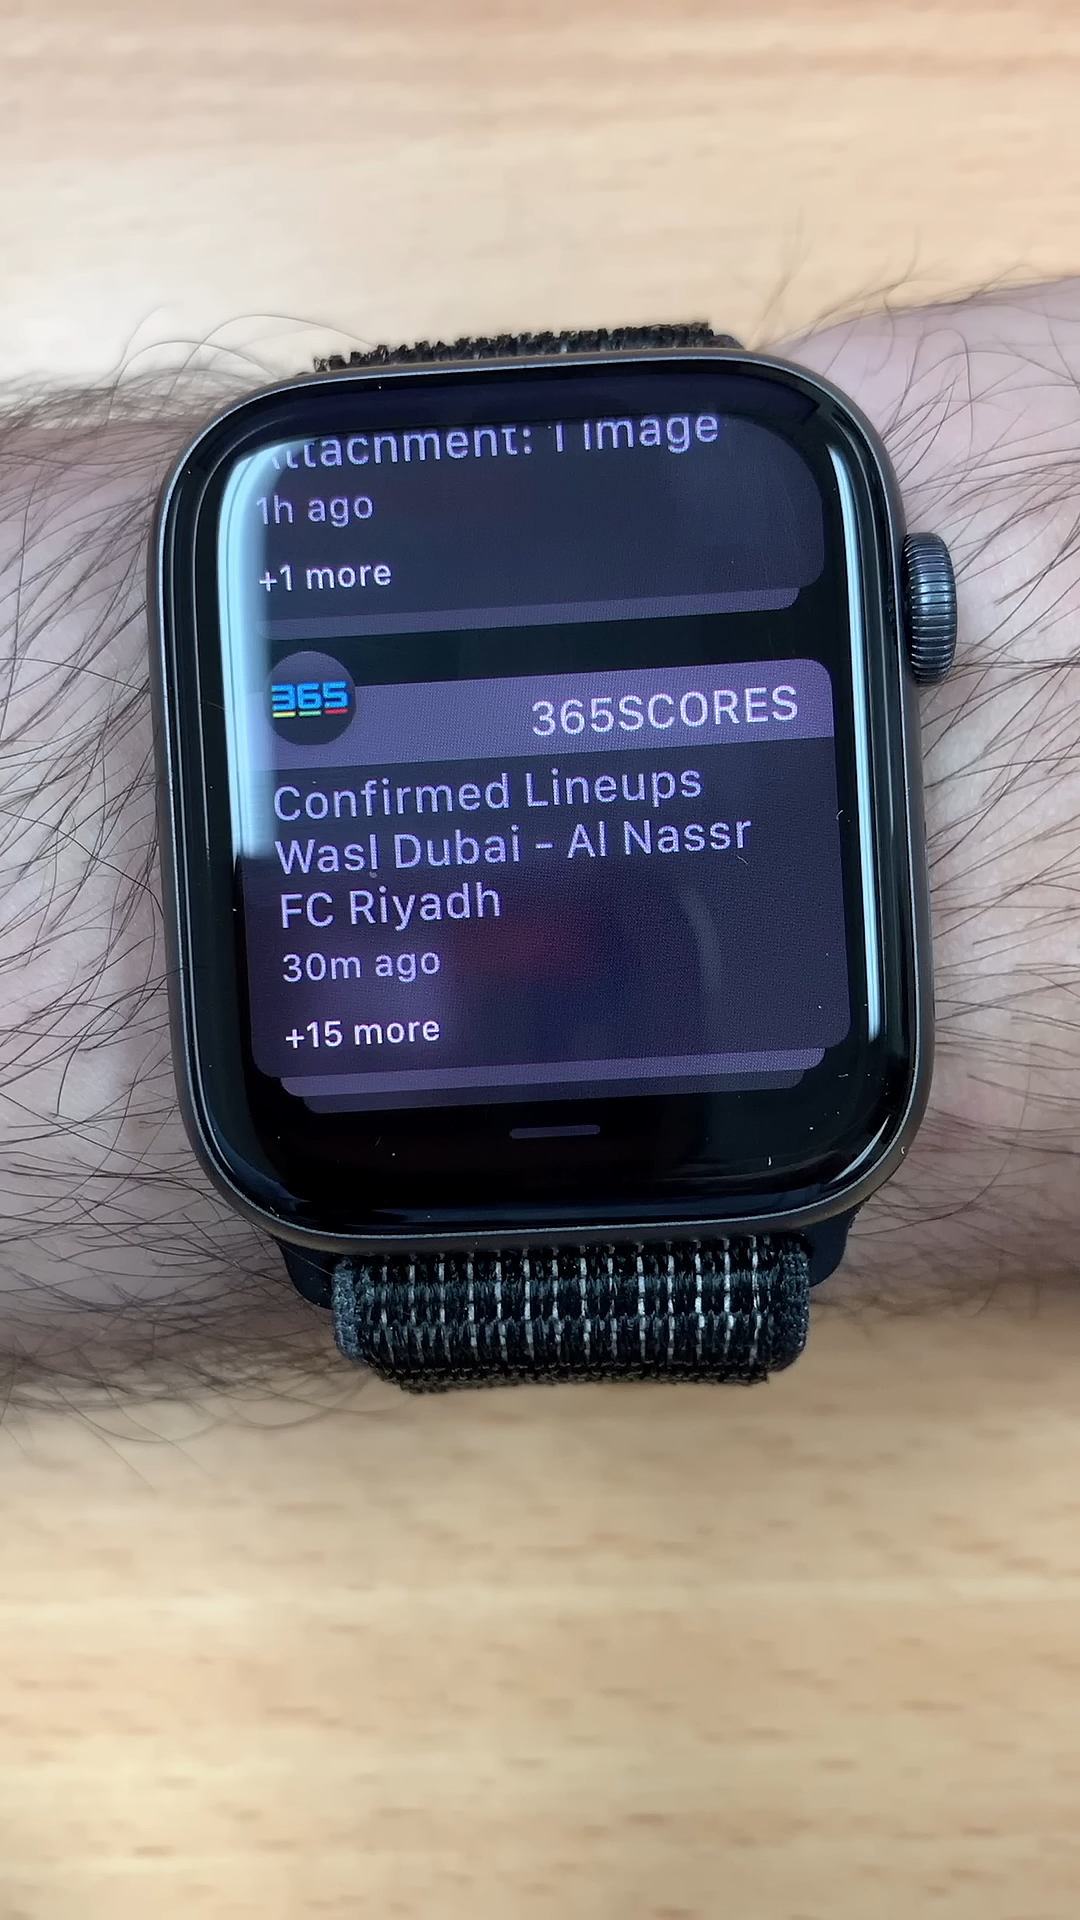 Attachment: 1 Image
1h ago
+1 more
365
365SCORES
Confirmed Lineups
Wasl Dubai - Al Nassr
FC Riyadh
30m ago
+15 more